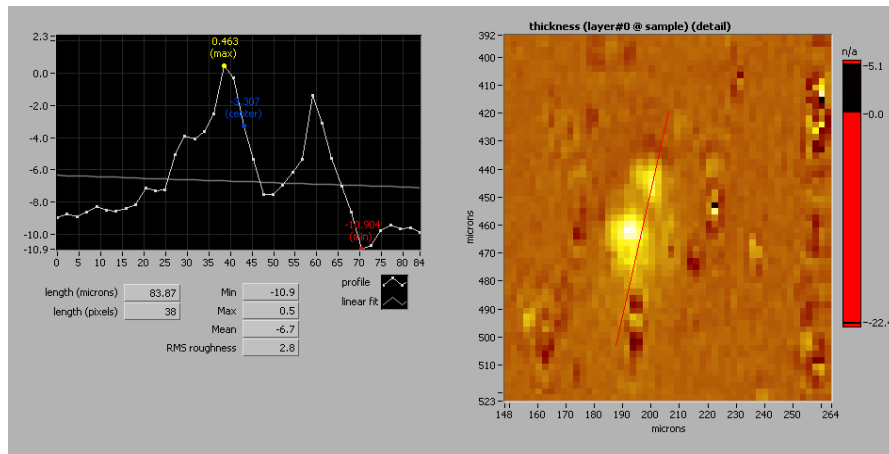 2.3
0.0
-2.0
-4.0
-6.0
-8.0
-10.0
-10.9
0.463
(max)
-3.307
(center)
-10.904
(min)
0 5 10 15 20 25 30 35 40 45 50 55 60 65 70 75 80 84
length (microns) 83.87
length (pixels) 38
Min -10.9
Max 0.5
Mean -6.7
RMS roughness 2.8
profile
linear fit
thickness (layer#0 @ sample) (detail)
392
400
410
420
430
440
450
460
470
480
490
500
510
523
microns
148 160 170 180 190 200 210 220 230 240 250 264
microns
n/a
5.1
0.0
-22.4